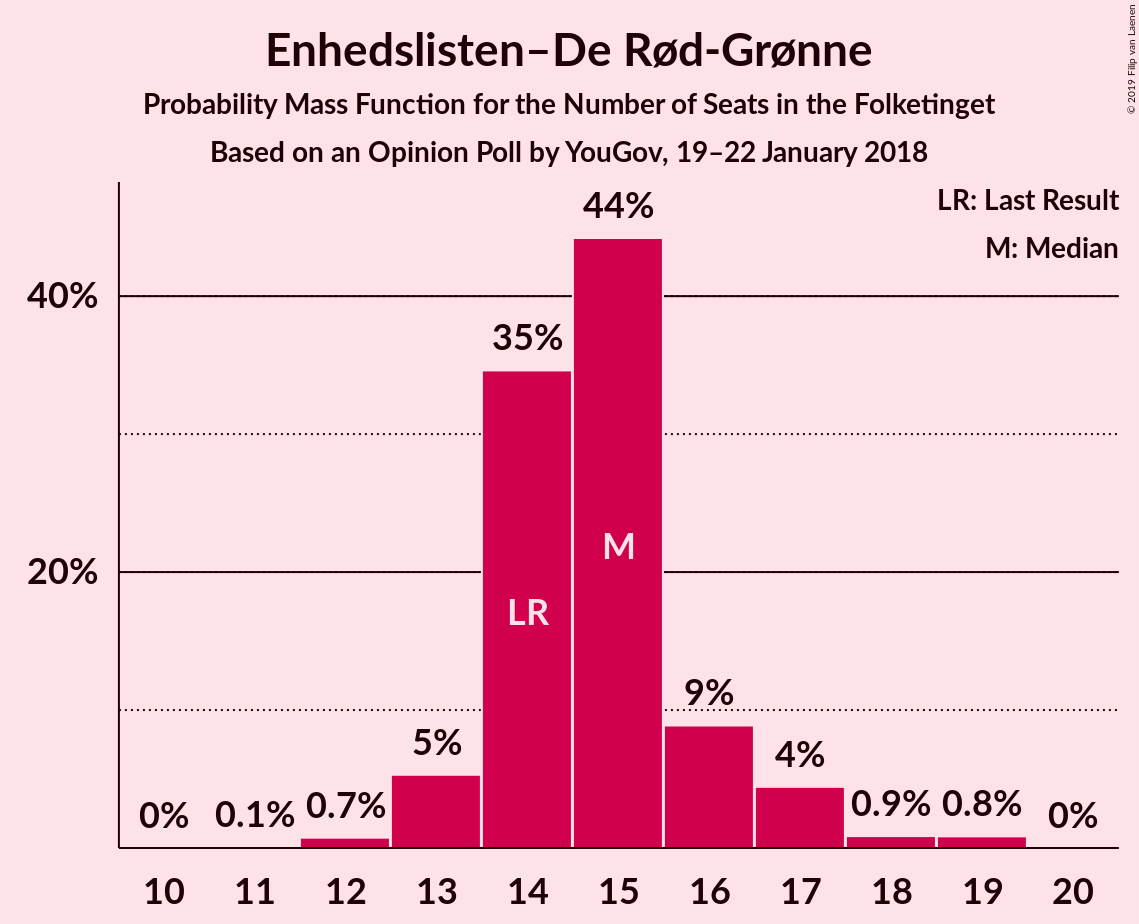 Enhedslisten–De Rød-Grønne
Probability Mass Function for the Number of Seats in the Folketinget
Based on an Opinion Poll by YouGov, 19–22 January 2018
© 2019 Filip van Laenen
LR: Last Result
M: Median
40%
20%
0%
0.1%
0.7%
5%
35%
44%
9%
4%
0.9%
0.8%
0%
LR
M
10 11 12 13 14 15 16 17 18 19 20